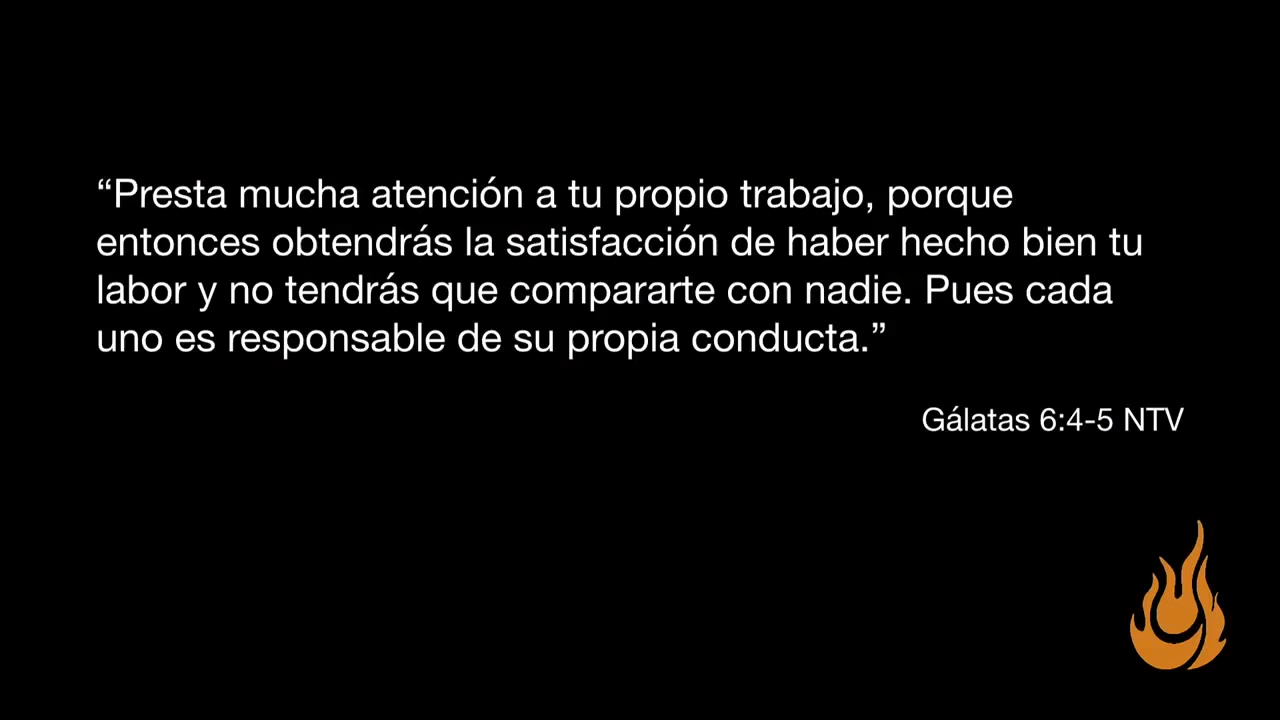 “Presta mucha atención a tu propio trabajo, porque
entonces obtendrás la satisfacción de haber hecho bien tu
labor y no tendrás que compararte con nadie. Pues cada
uno es responsable de su propia conducta.”
Gálatas 6:4-5 NTV